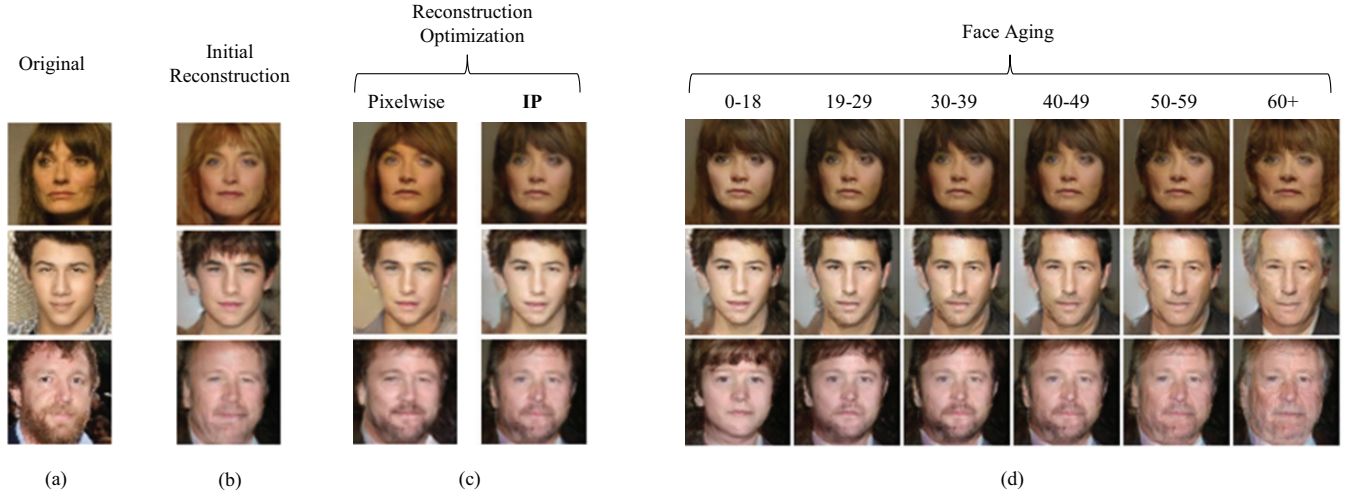 Original
Initial
Reconstruction
Reconstruction
Optimization
Pixelwise
IP
Face Aging
0-18
19-29
30-39
40-49
50-59
60+
(a)
(b)
(c)
(d)